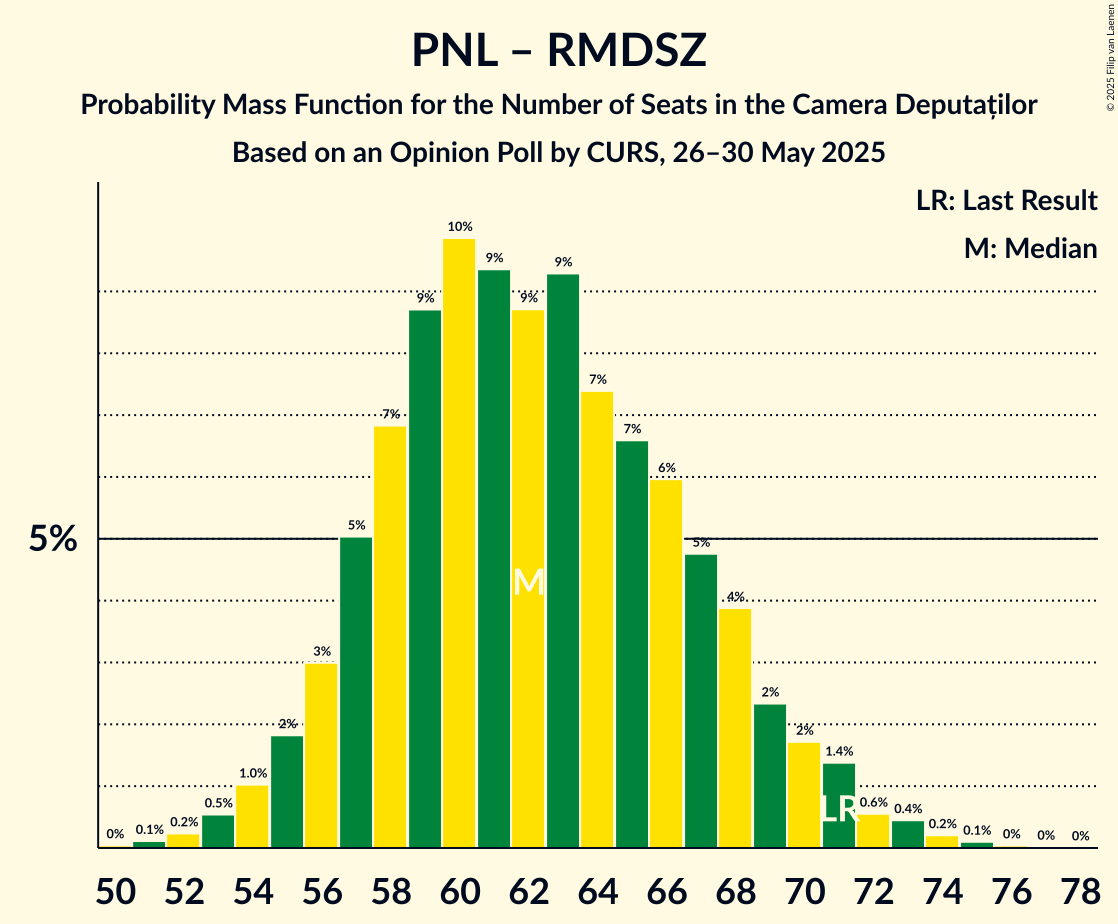 PNL – RMDSZ
Probability Mass Function for the Number of Seats in the Camera Deputaților
Based on an Opinion Poll by CURS, 26–30 May 2025
© 2025 Filip van Laenen
LR: Last Result
M: Median
5%
0% 0.1% 0.2% 0.5% 1.0% 2% 3% 5% 7% 9% 10% 9% 9% 9% 7% 7% 6% 5% 4% 2% 2% 1.4% 0.6% 0.4% 0.2% 0.1% 0% 0% 0%
M
LR
50 52 54 56 58 60 62 64 66 68 70 72 74 76 78